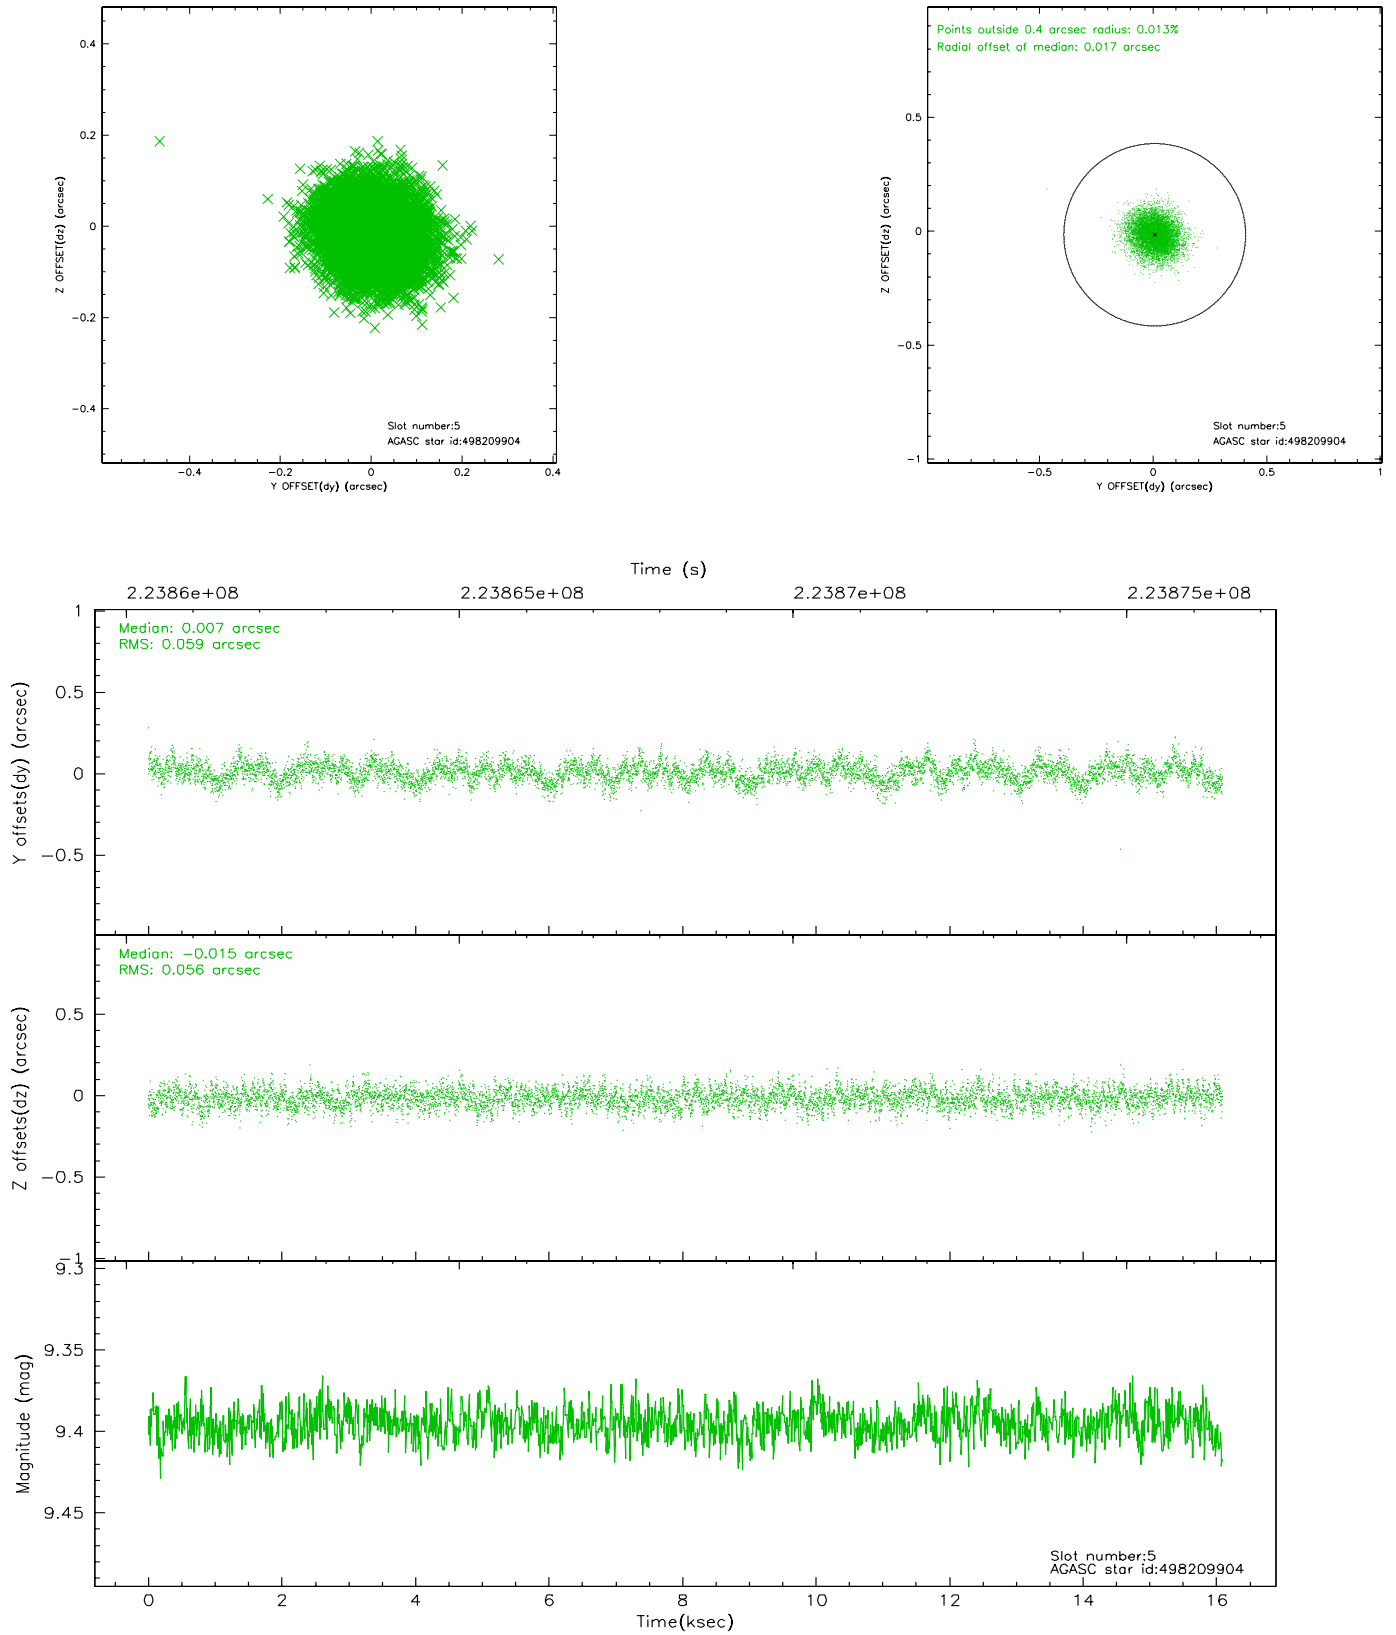 0.4
0.2
0
−0.2
−0.4
Z OFFSET(dz) (arcsec)
Slot number:5
AGASC star id:498209904
−0.4
−0.2
0
0.2
0.4
Y OFFSET(dy) (arcsec)
Points outside 0.4 arcsec radius: 0.013%
Radial offset of median: 0.017 arcsec
0.5
0
−0.5
−1
Z OFFSET(dz) (arcsec)
Slot number:5
AGASC star id:498209904
−0.5
0
0.5
1
Y OFFSET(dy) (arcsec)
Time (s)
2.2386e+08
2.23865e+08
2.2387e+08
2.23875e+08
1
0.5
0
−0.5
Y offsets(dy) (arcsec)
Median: 0.007 arcsec
RMS: 0.059 arcsec
0.5
0
−0.5
−1
Z offsets(dz) (arcsec)
Median: −0.015 arcsec
RMS: 0.056 arcsec
9.3
9.35
9.4
9.45
Magnitude (mag)
Slot number:5
AGASC star id:498209904
0
2
4
6
8
10
12
14
16
Time(ksec)